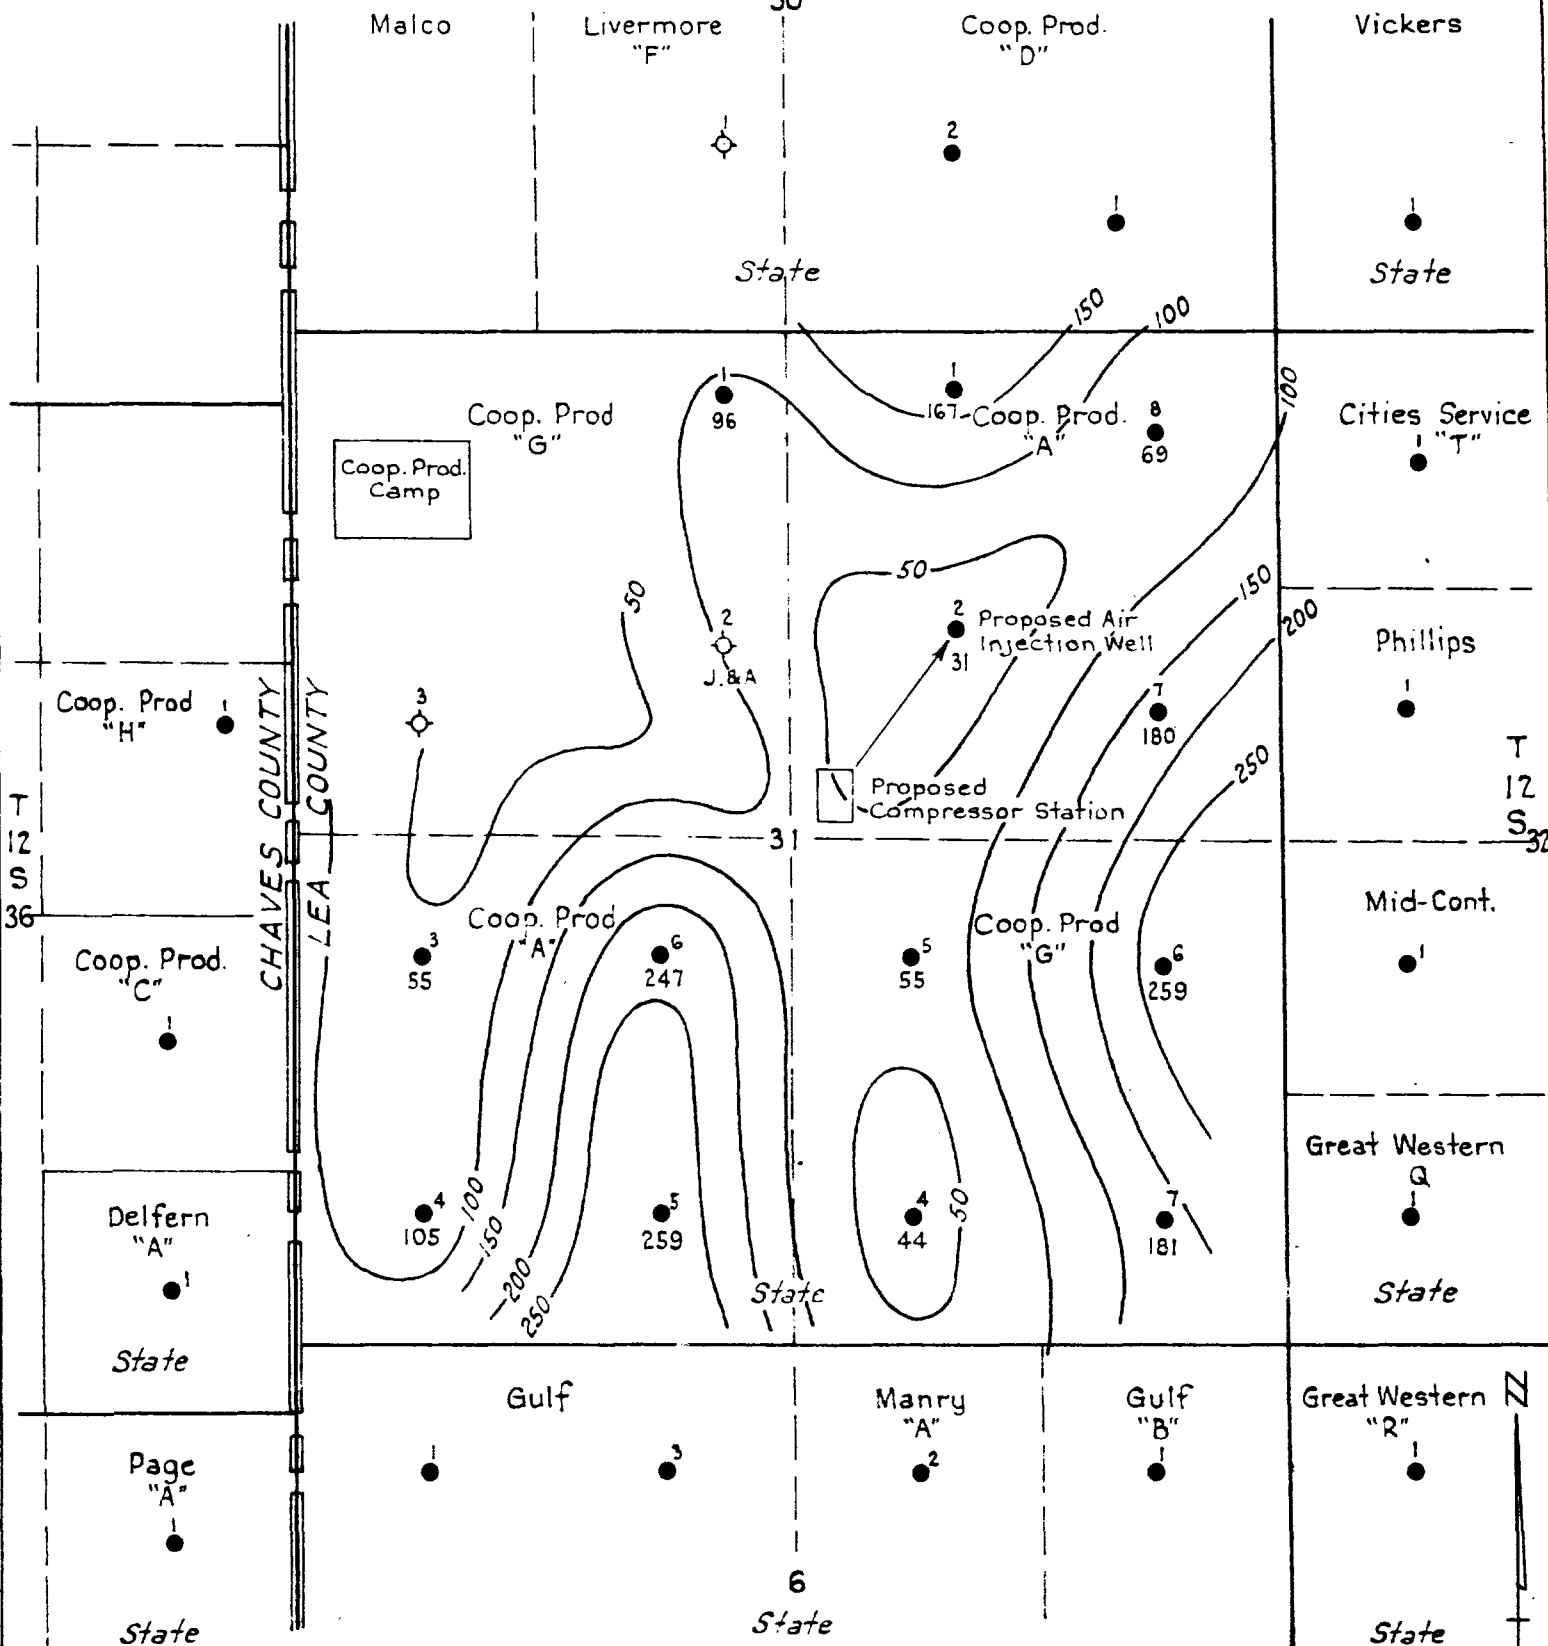 30
Malco
Livermore
"F"
Coop. Prod.
"D"
Vickers
1
2
1
1
State
State
150
100
1
96
1
167
Coop. Prod
"G"
Coop. Prod.
"A"
8
69
100
Cities Service
"T"
1
Coop. Prod.
Camp
50
50
150
200
2
J. & A
2
31
Proposed Air
Injection Well
Phillips
1
Coop. Prod
"H"
1
3
7
180
250
CHAVES COUNTY
LEA COUNTY
T
12
S
36
T
12
S
32
Proposed
Compressor Station
31
Coop. Prod
"A"
Coop. Prod
"G"
Mid-Cont.
1
3
55
6
247
5
55
6
259
Coop. Prod.
"C"
1
Great Western
Q
1
Delfern
"A"
1
4
105
100
150
200
250
5
259
4
44
50
7
181
State
State
State
Gulf
Manry
"A"
Gulf
"B"
Great Western
"R"
N
Page
"A"
1
1
3
2
1
1
6
State
State
State